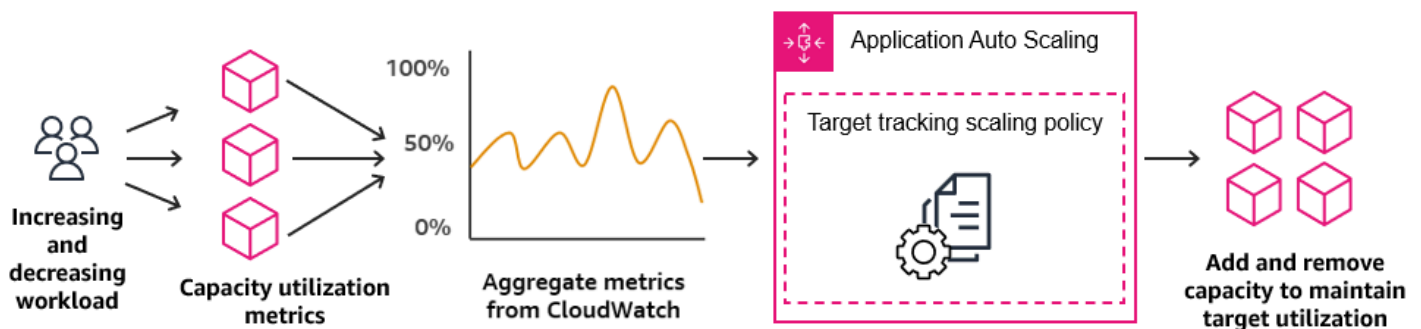 Increasing
and
decreasing
workload
Capacity utilization
metrics
100%
50%
0%
Aggregate metrics
from CloudWatch
Application Auto Scaling
Target tracking scaling policy
Add and remove
capacity to maintain
target utilization